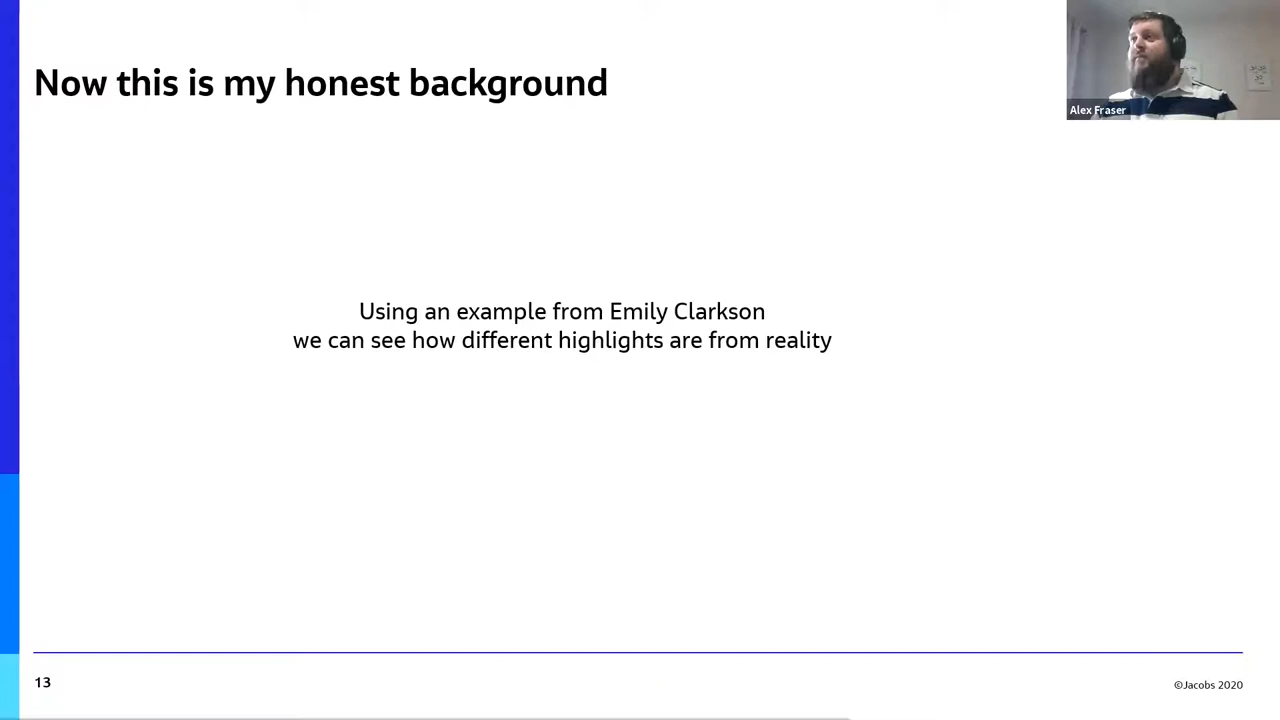 Now this is my honest background
Alex Fraser
Using an example from Emily Clarkson
we can see how different highlights are from reality
13
©Jacobs 2020